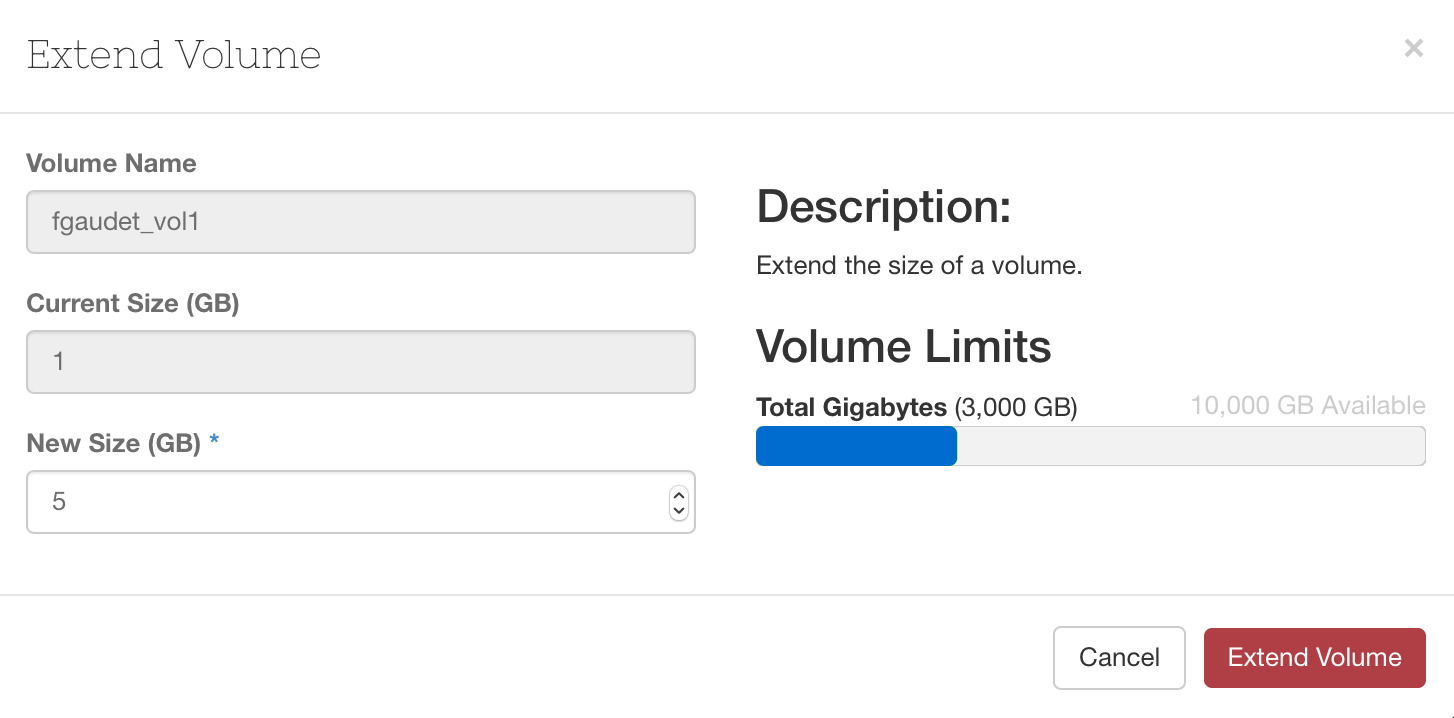 Extend Volume
×
Volume Name
fgaudet_vol1
Current Size (GB)
1
New Size (GB) *
5
Description:
Extend the size of a volume.
Volume Limits
Total Gigabytes (3,000 GB) 10,000 GB Available
Cancel Extend Volume